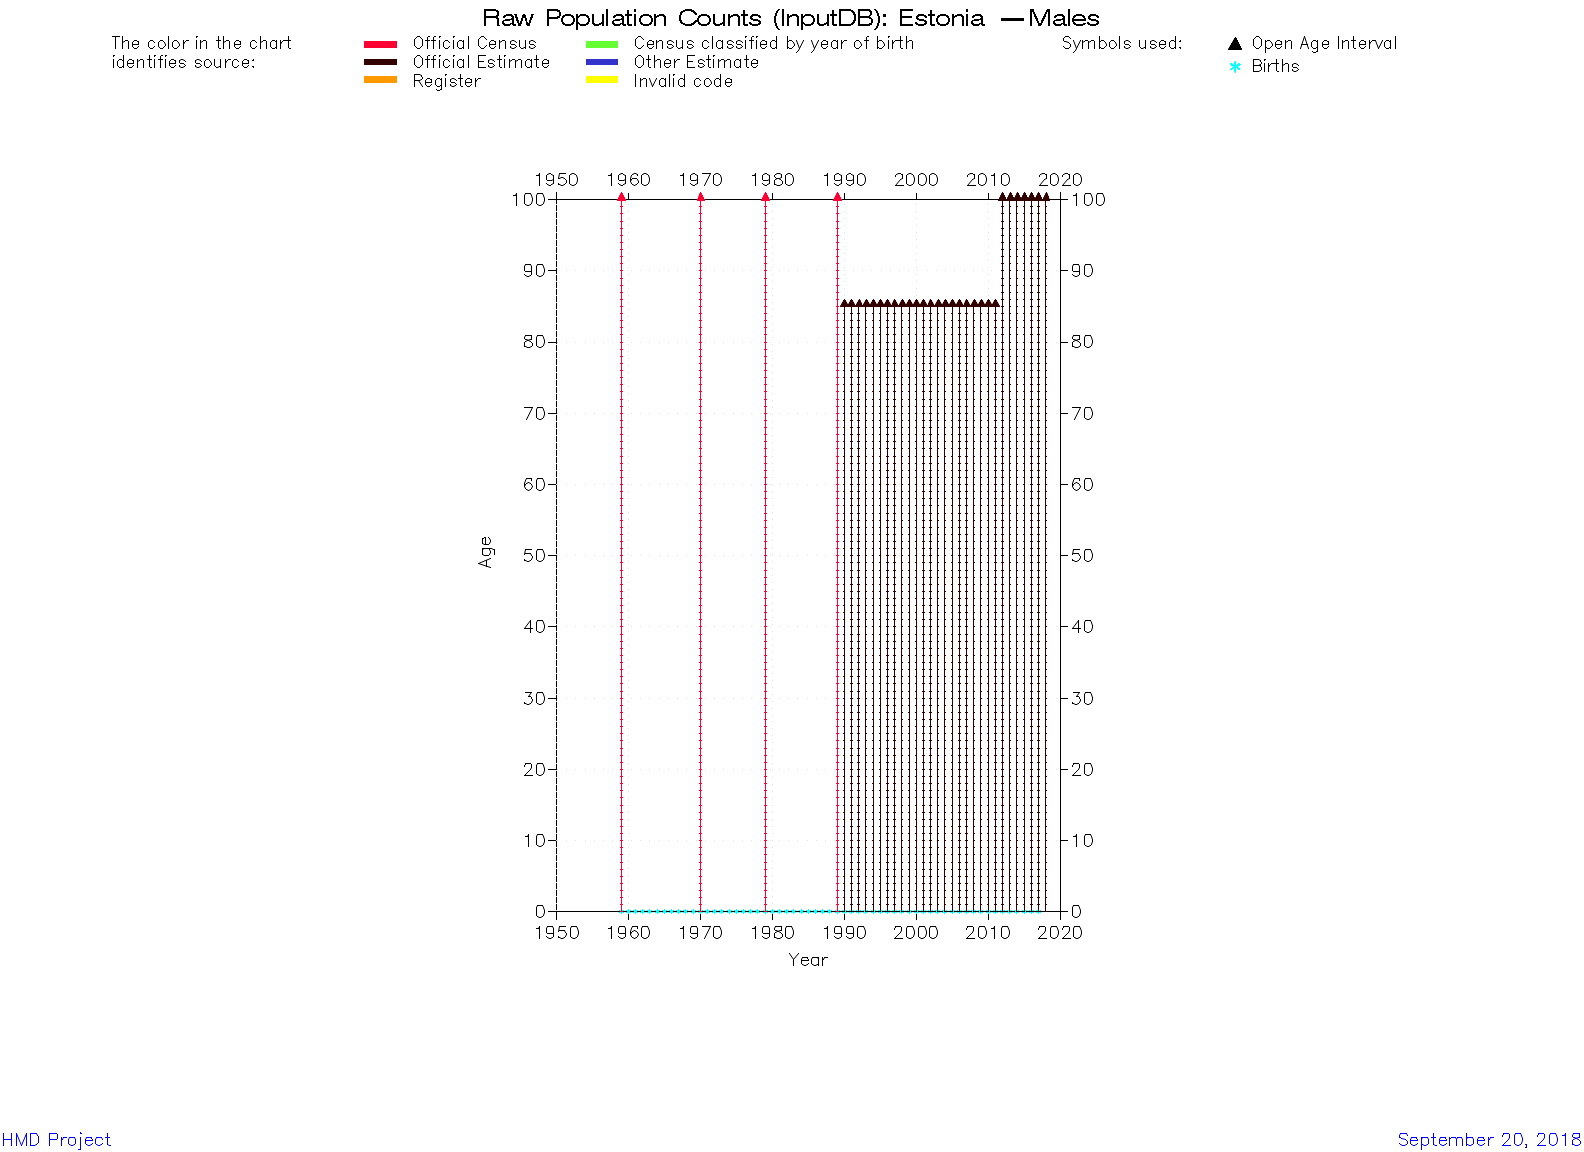 Raw Population Counts (InputDB): Estonia — Males
The color in the chart
identifies source:
Official Census
Official Estimate
Register
Census classified by year of birth
Other Estimate
Invalid code
Symbols used:
Open Age Interval
Births
1950 1960 1970 1980 1990 2000 2010 2020
100 100
90 90
80 80
70 70
60 60
50 50
40 40
30 30
20 20
10 10
0 0
Age
1950 1960 1970 1980 1990 2000 2010 2020
Year
HMD Project
September 20, 2018